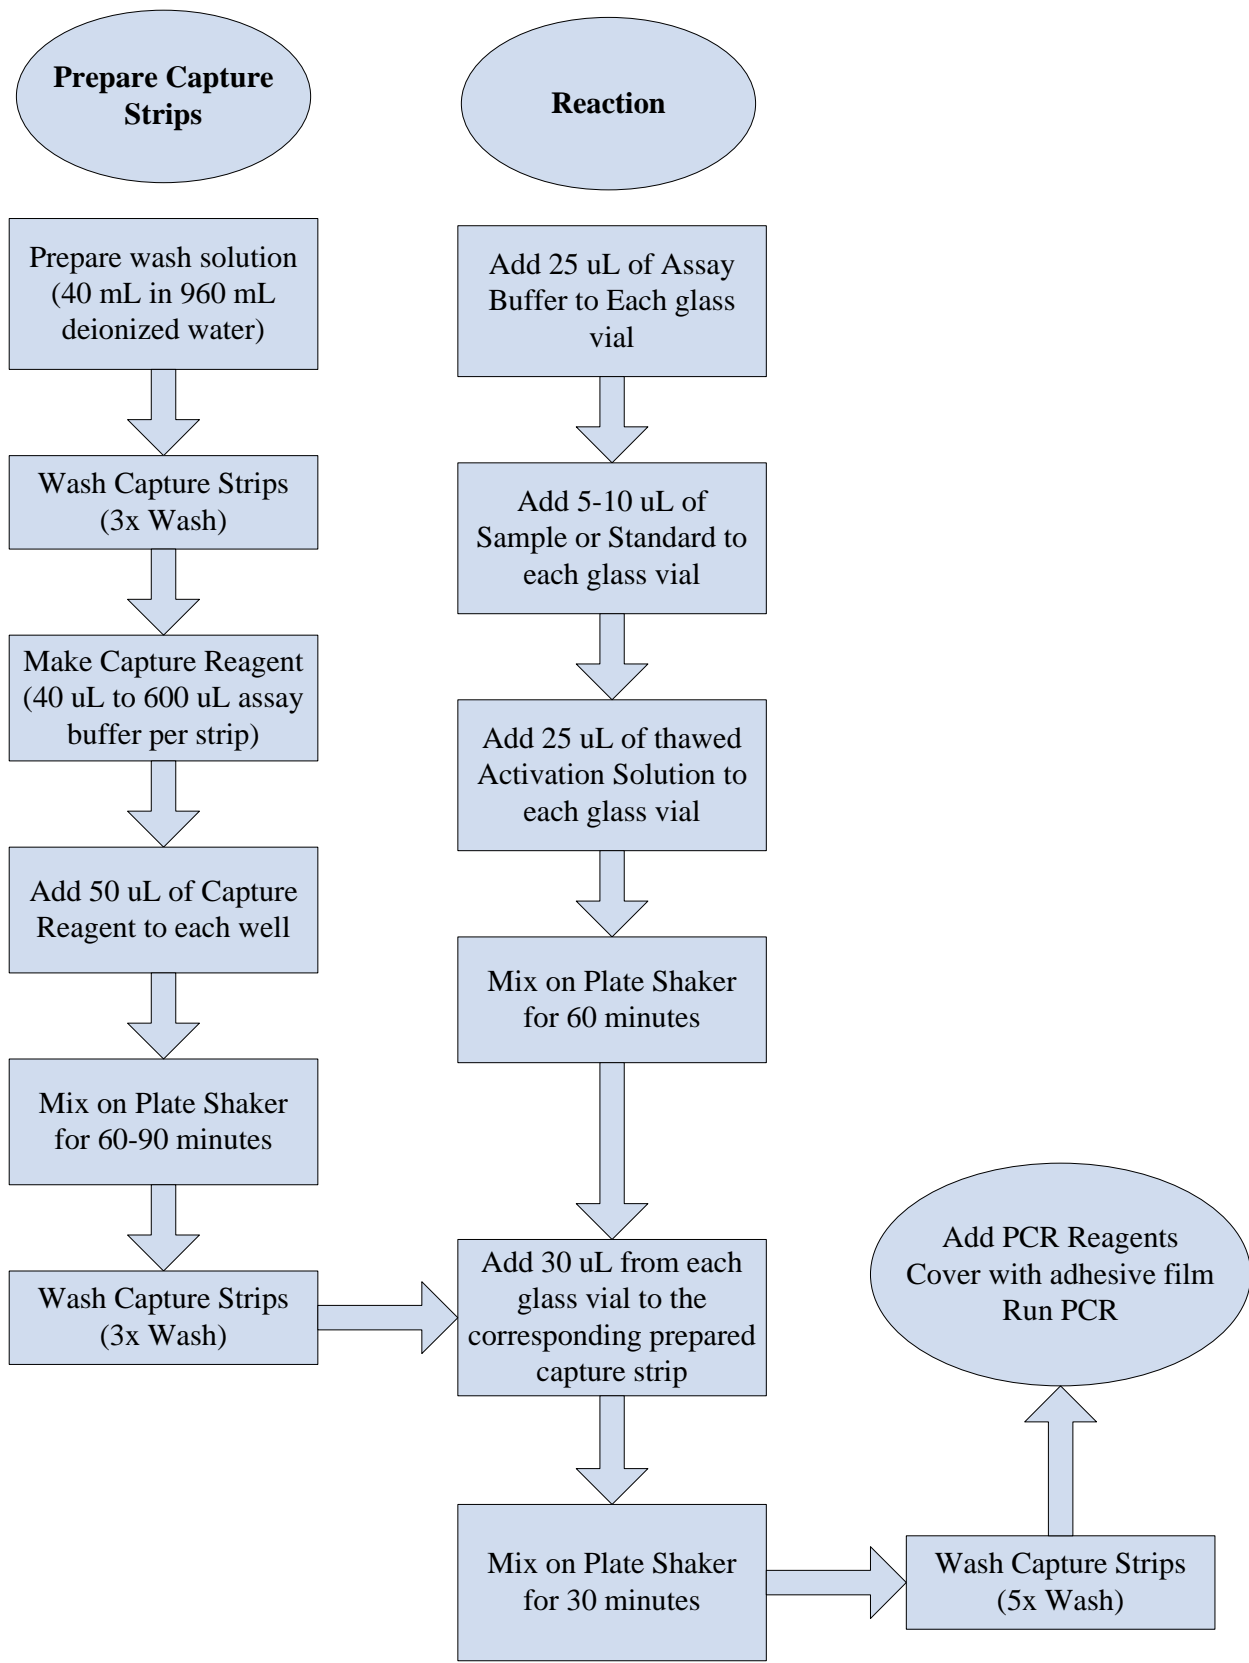 Prepare Capture
Strips
Prepare wash solution
(40 mL in 960 mL
deionized water)
Wash Capture Strips
(3x Wash)
Make Capture Reagent
(40 uL to 600 uL assay
buffer per strip)
Add 50 uL of Capture
Reagent to each well
Mix on Plate Shaker
for 60-90 minutes
Wash Capture Strips
(3x Wash)
Reaction
Add 25 uL of Assay
Buffer to Each glass
vial
Add 5-10 uL of
Sample or Standard to
each glass vial
Add 25 uL of thawed
Activation Solution to
each glass vial
Mix on Plate Shaker
for 60 minutes
Add 30 uL from each
glass vial to the
corresponding prepared
capture strip
Mix on Plate Shaker
for 30 minutes
Wash Capture Strips
(5x Wash)
Add PCR Reagents
Cover with adhesive film
Run PCR